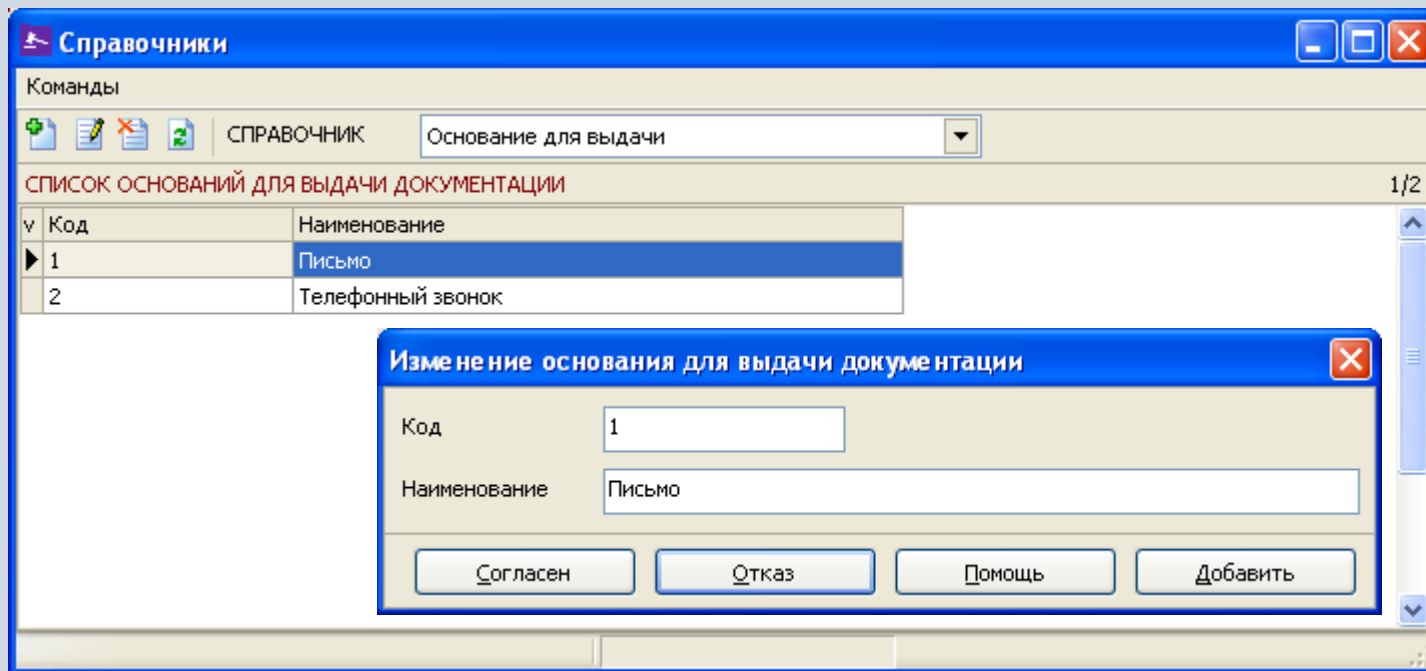 Справочники
Команды
СПРАВОЧНИК Основание для выдачи
СПИСОК ОСНОВАНИЙ ДЛЯ ВЫДАЧИ ДОКУМЕНТАЦИИ 1/2
v Код Наименование
1 Письмо
2 Телефонный звонок
Изменение основания для выдачи документации
Код 1
Наименование Письмо
Согласен Отказ Помощь Добавить